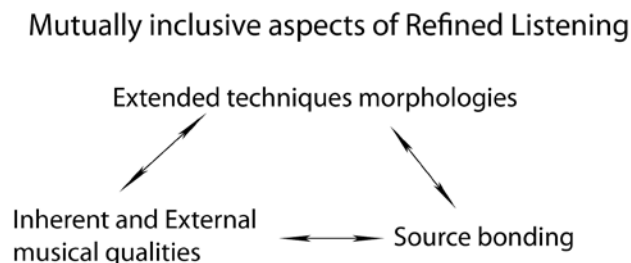 Mutually inclusive aspects of Refined Listening
Extended techniques morphologies
Inherent and External
musical qualities
Source bonding